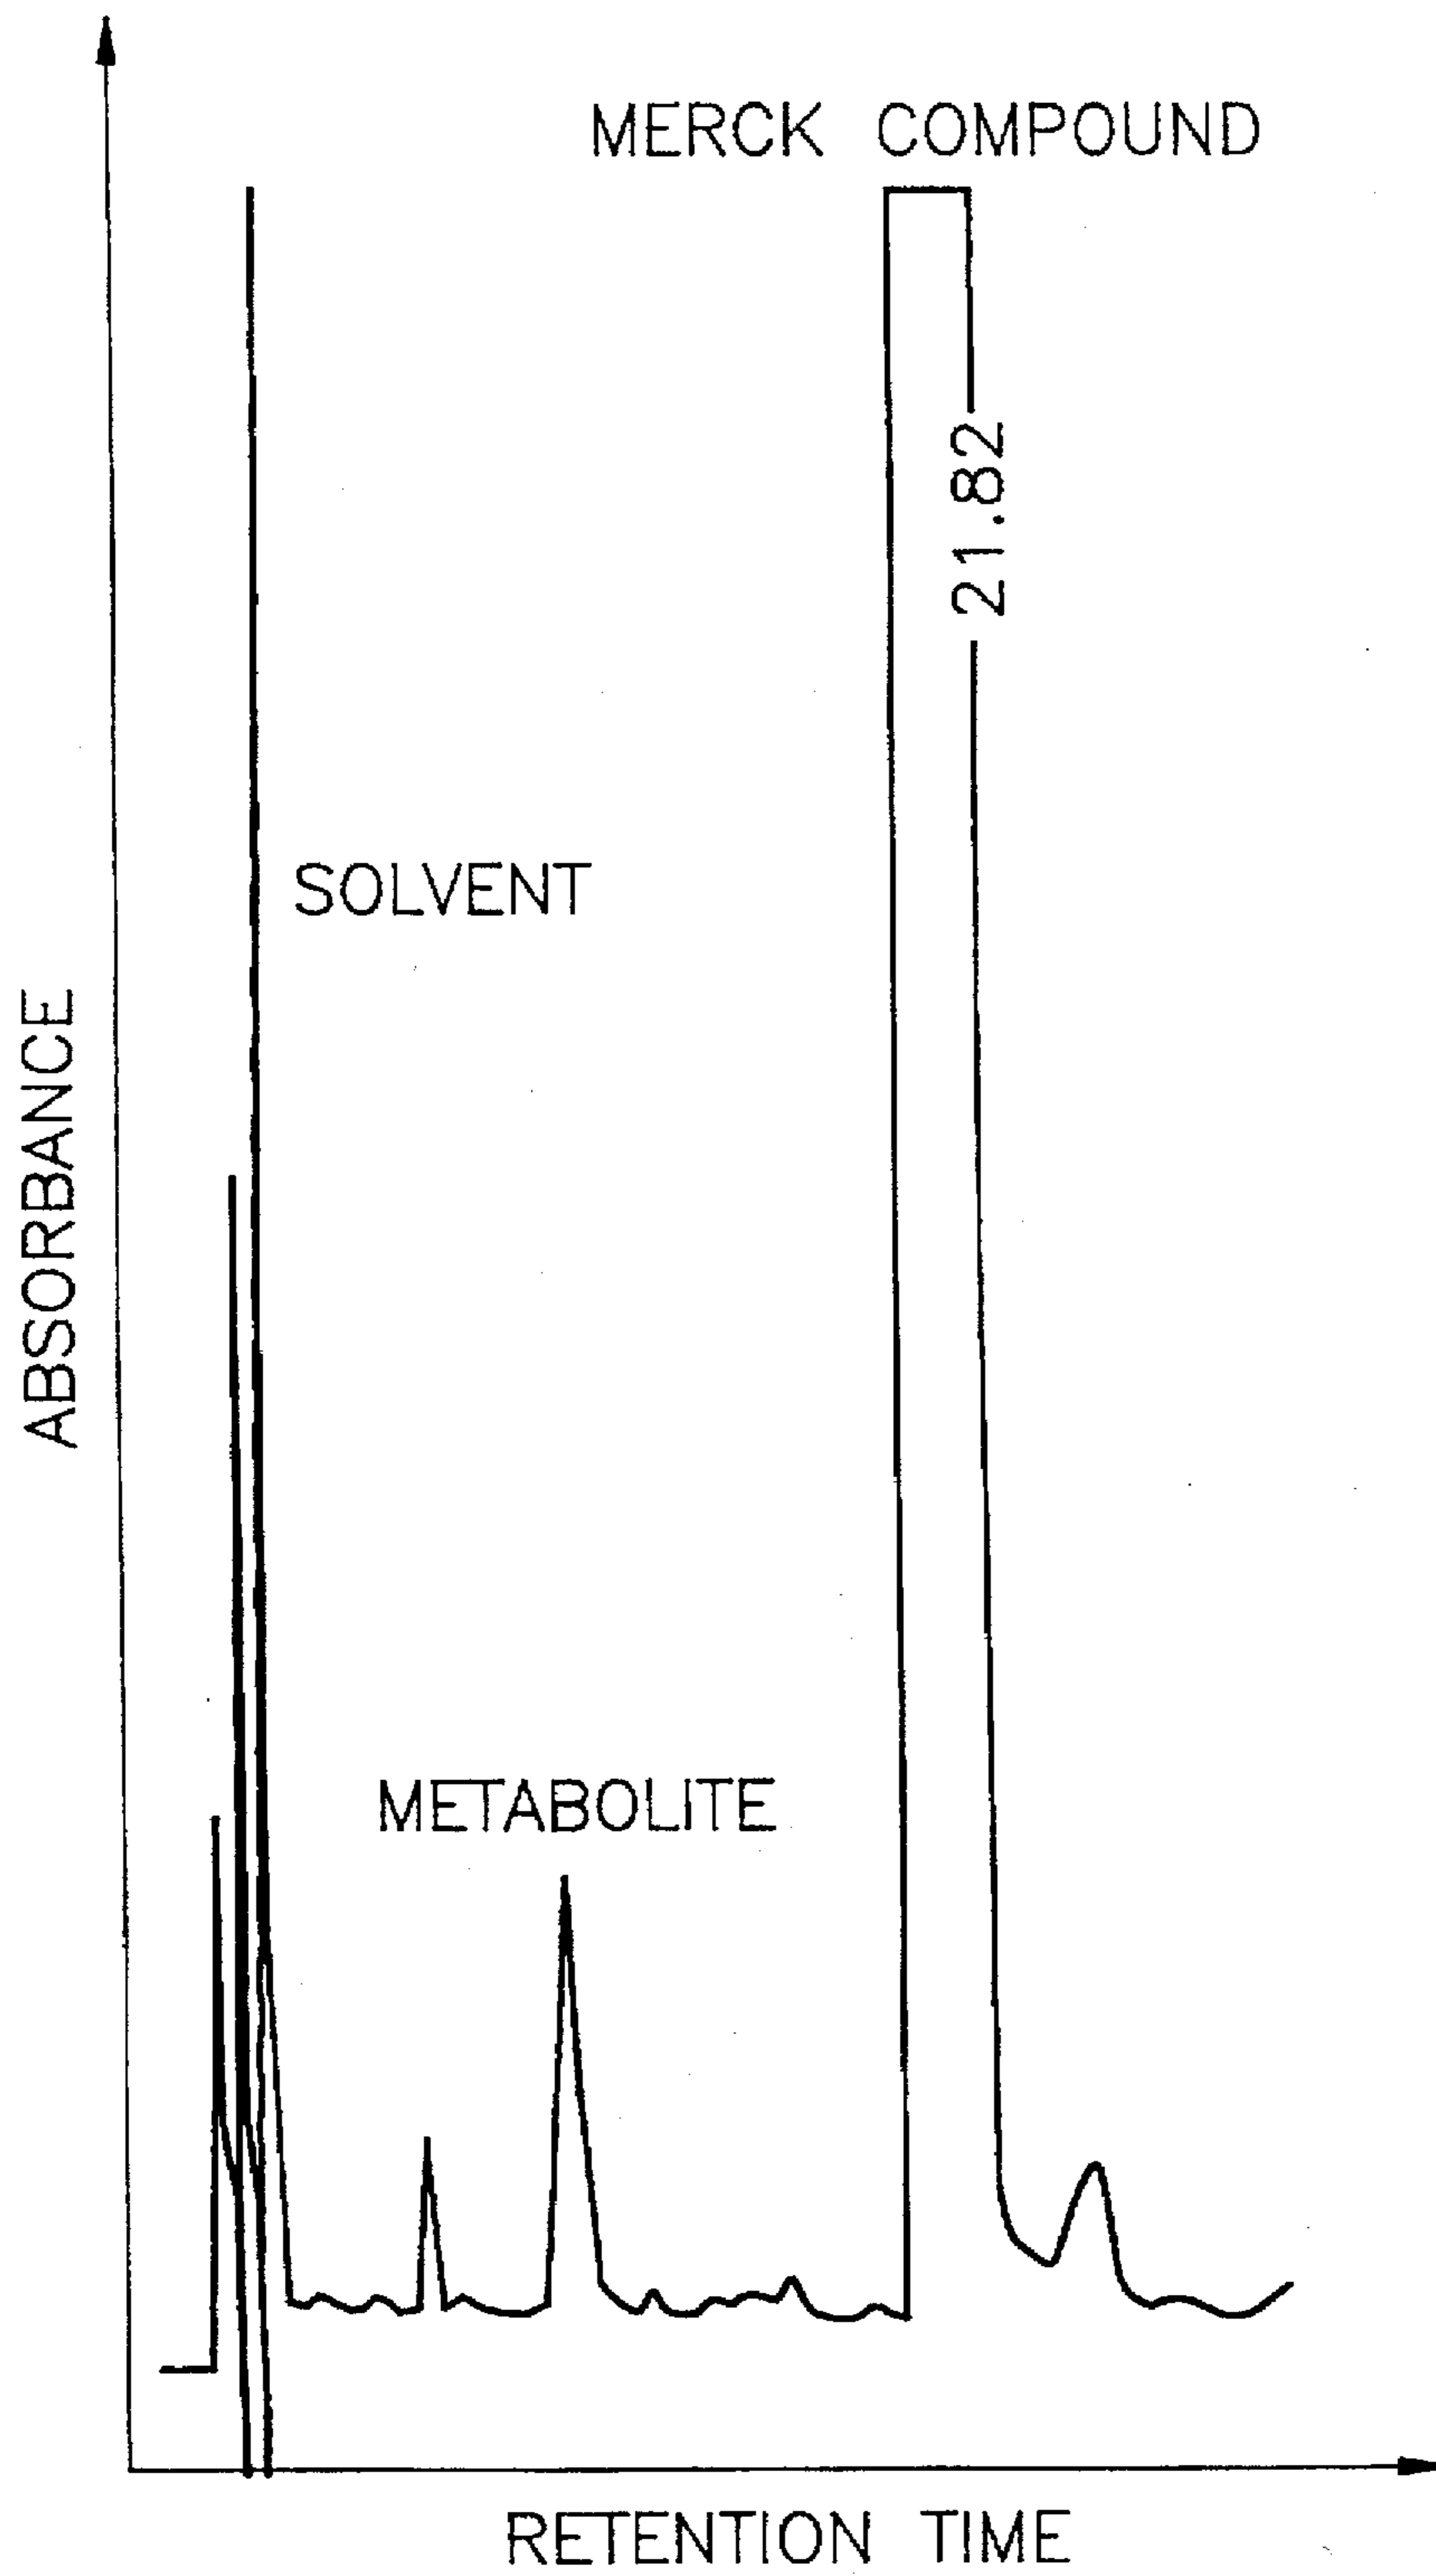 MERCK COMPOUND
21.82
SOLVENT
ABSORBANCE
METABOLITE
RETENTION TIME